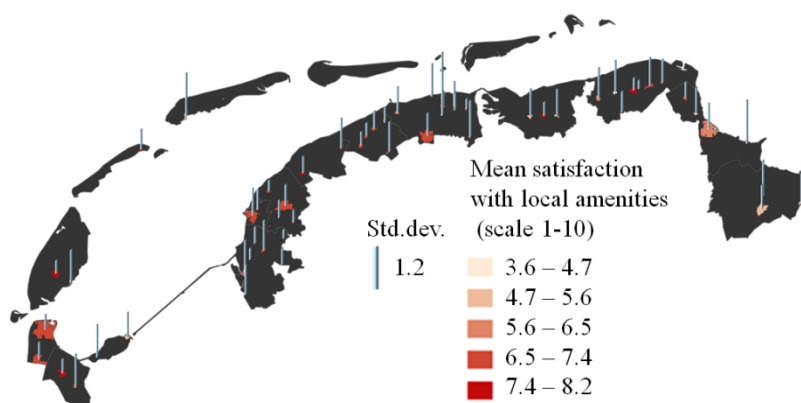 Mean satisfaction
with local amenities
(scale 1-10)
Std.dev.
1.2
3.6 – 4.7
4.7 – 5.6
5.6 – 6.5
6.5 – 7.4
7.4 – 8.2